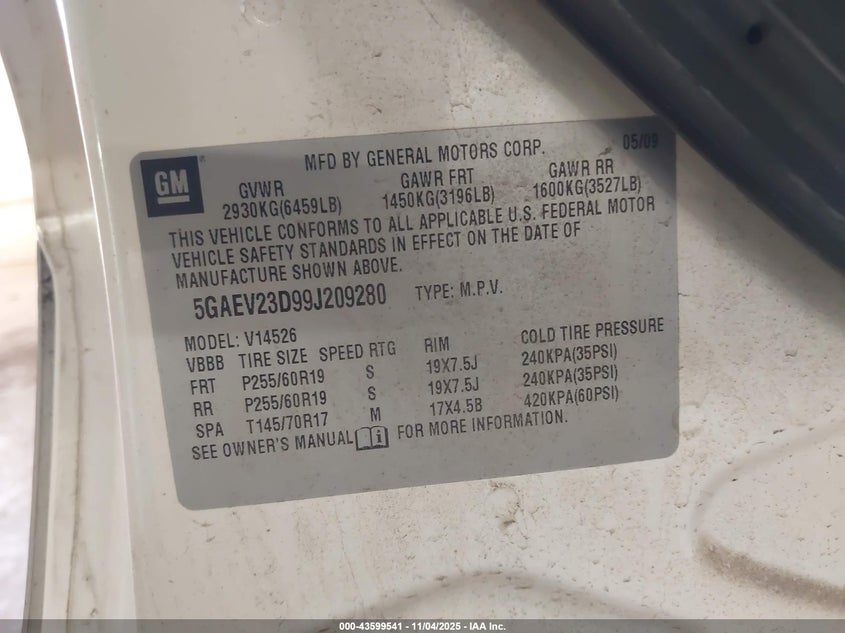 GM
MFD BY GENERAL MOTORS CORP. 05/09
GVWR GAWR FRT GAWR RR
2930KG(6459LB) 1450KG(3196LB) 1600KG(3527LB)
THIS VEHICLE CONFORMS TO ALL APPLICABLE U.S. FEDERAL MOTOR
VEHICLE SAFETY STANDARDS IN EFFECT ON THE DATE OF
MANUFACTURE SHOWN ABOVE.
5GAEV23D99J209280 TYPE: M.P.V.
MODEL: V14526
VBBB TIRE SIZE SPEED RTG RIM COLD TIRE PRESSURE
FRT P255/60R19 S 19X7.5J 240KPA(35PSI)
RR P255/60R19 S 19X7.5J 240KPA(35PSI)
SPA T145/70R17 M 17X4.5B 420KPA(60PSI)
SEE OWNER'S MANUAL FOR MORE INFORMATION.
000-43599541 - 11/04/2025 - IAA Inc.